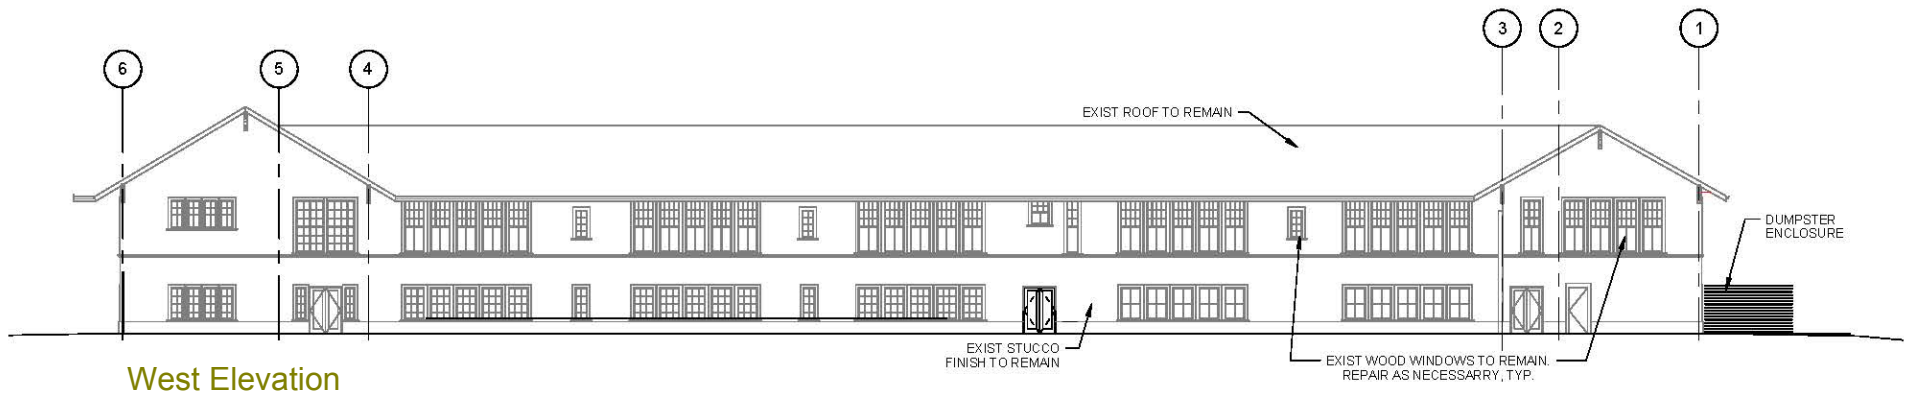 3
2
1
6
5
4
EXIST ROOF TO REMAIN
DUMPSTER
ENCLOSURE
EXIST STUCCO
FINISH TO REMAIN
EXIST WOOD WINDOWS TO REMAIN.
REPAIR AS NECESSARRY, TYP.
West Elevation